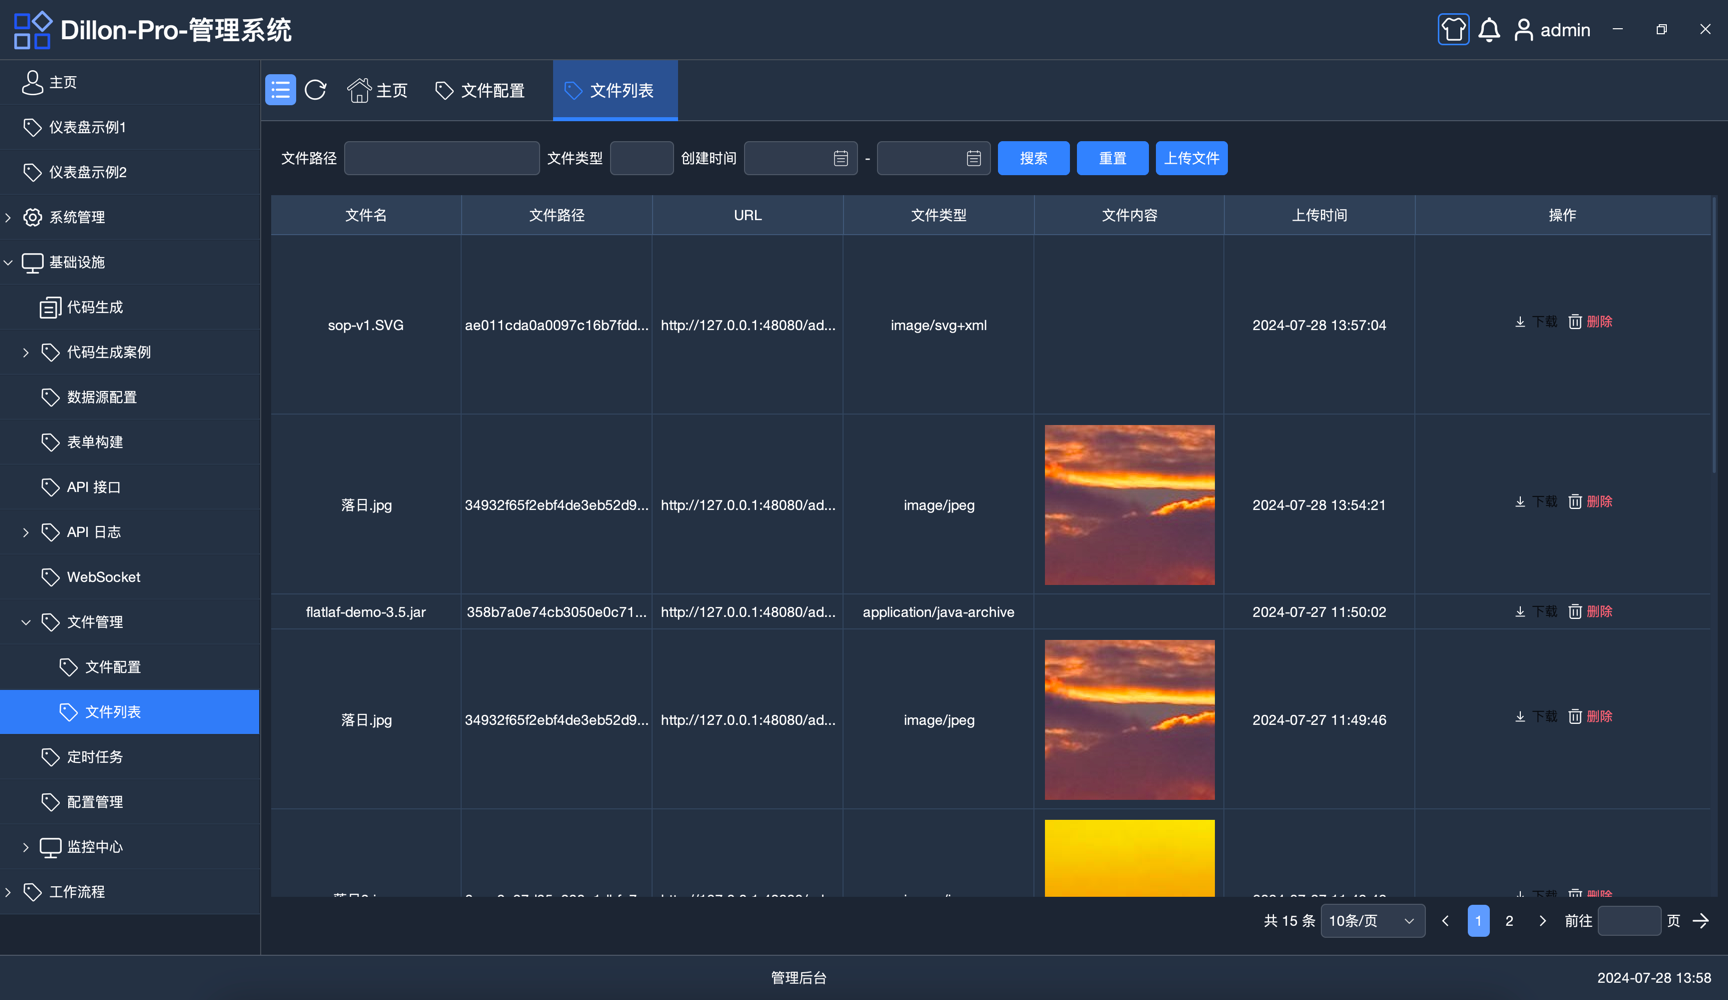 Dillon-Pro-管理系统
admin
主页
仪表盘示例1
仪表盘示例2
系统管理
基础设施
代码生成
代码生成案例
数据源配置
表单构建
API 接口
API 日志
WebSocket
文件管理
文件配置
文件列表
定时任务
配置管理
监控中心
工作流程
主页 文件配置 文件列表
文件路径 文件类型 创建时间 - 搜索 重置 上传文件
文件名 文件路径 URL 文件类型 文件内容 上传时间 操作
sop-v1.SVG ae011cda0a0097c16b7fdd... http://127.0.0.1:48080/ad... image/svg+xml 2024-07-28 13:57:04 下载 删除
落日.jpg 34932f65f2ebf4de3eb52d9... http://127.0.0.1:48080/ad... image/jpeg 2024-07-28 13:54:21 下载 删除
flatlaf-demo-3.5.jar 358b7a0e74cb3050e0c71... http://127.0.0.1:48080/ad... application/java-archive 2024-07-27 11:50:02 下载 删除
落日.jpg 34932f65f2ebf4de3eb52d9... http://127.0.0.1:48080/ad... image/jpeg 2024-07-27 11:49:46 下载 删除
共 15 条 10条/页 1 2 前往 页
管理后台
2024-07-28 13:58